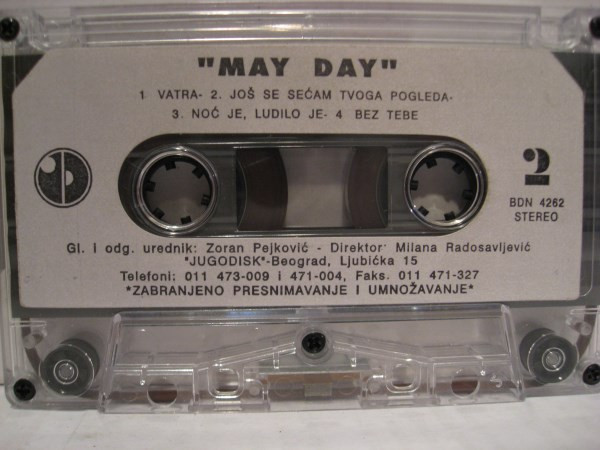 "MAY DAY"
1 VATRA- 2. JOŠ SE SEĆAM TVOGA POGLEDA-
3. NOĆ JE, LUDILO JE- 4 BEZ TEBE
2
BDN 4262
STEREO
Gl. i odg. urednik: Zoran Pejković - Direktor: Milana Radosavljević
"JUGODISK"-Beograd, Ljubićka 15
Telefoni: 011 473-009 i 471-004, Faks. 011 471-327
*ZABRANJENO PRESNIMAVANJE I UMNOŽAVANJE*